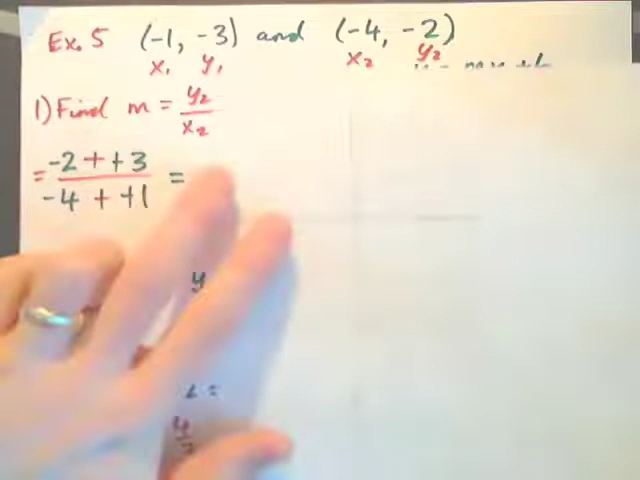 Ex. 5 (-1, -3) and (-4, -2)
x₁ y₁ x₂ y₂
1) Find m = y₂/x₂
= (-2 + +3)/(-4 + +1) =
y